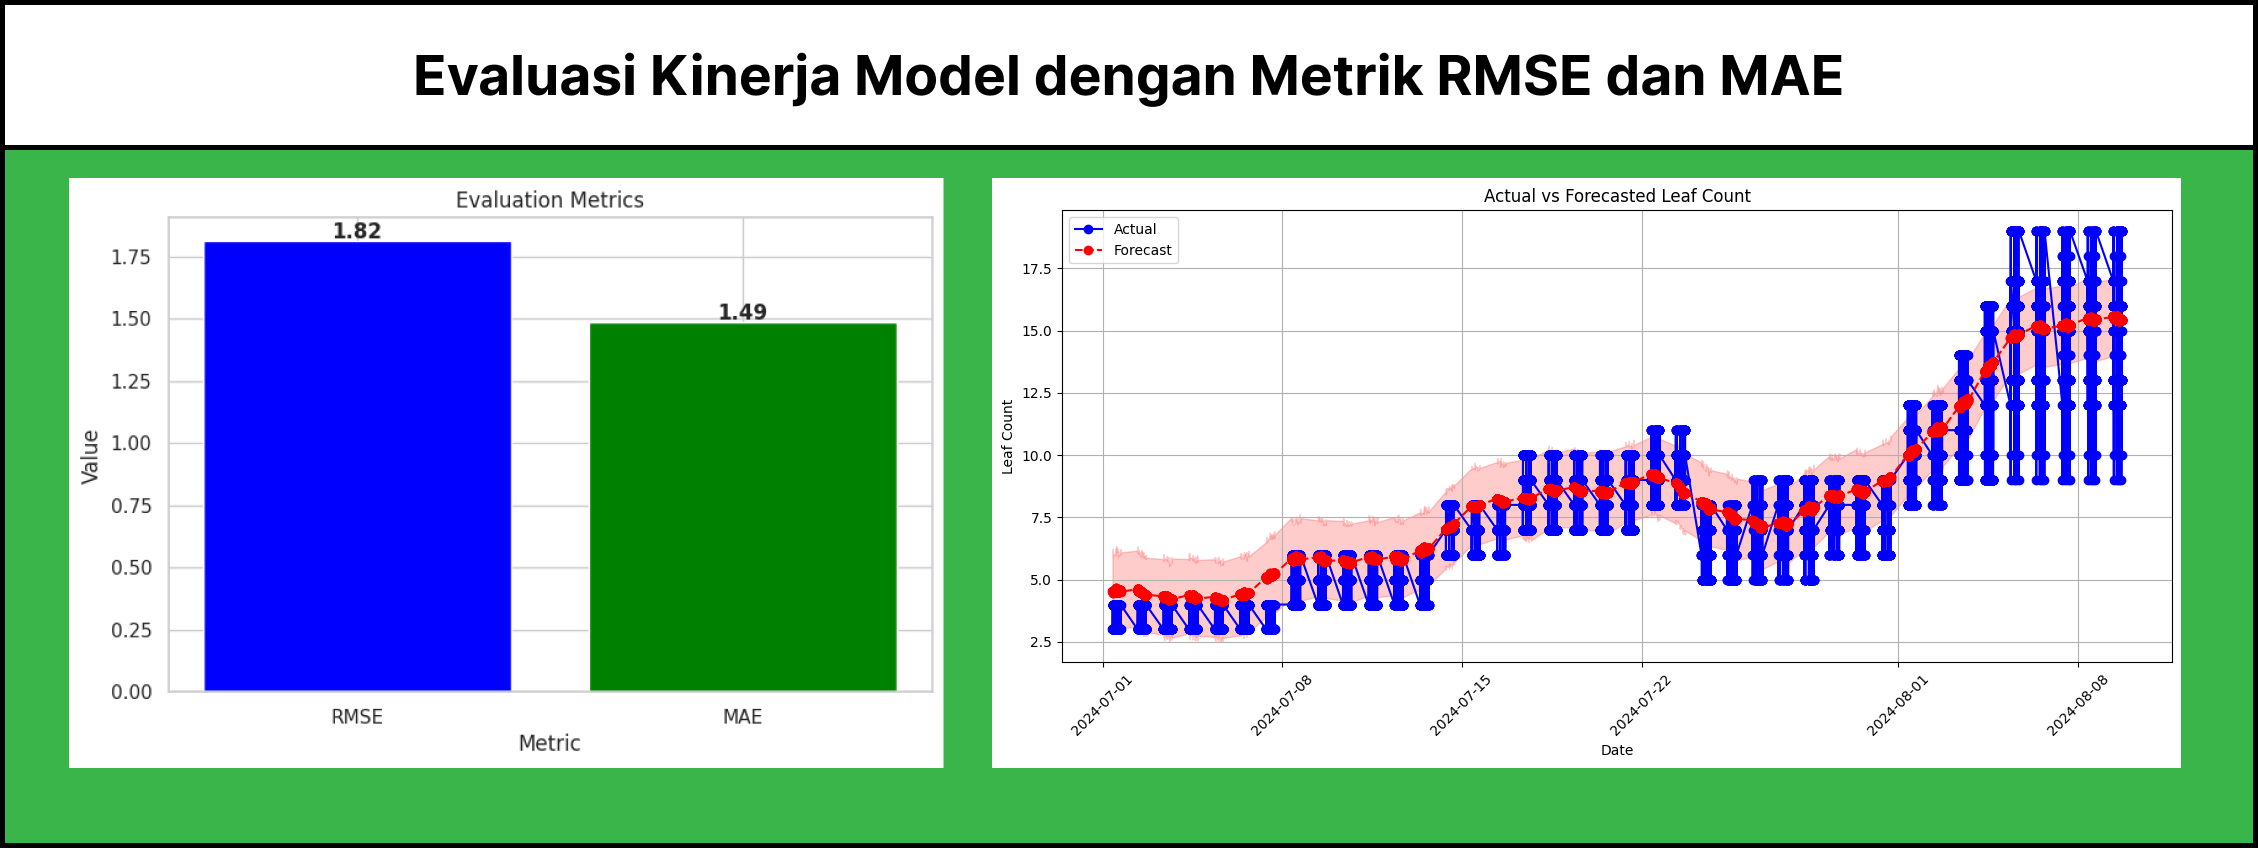 Evaluasi Kinerja Model dengan Metrik RMSE dan MAE
Evaluation Metrics
1.82
1.49
1.75
1.50
1.25
1.00
0.75
0.50
0.25
0.00
Value
RMSE
MAE
Metric
Actual vs Forecasted Leaf Count
Actual
Forecast
17.5
15.0
12.5
10.0
7.5
5.0
2.5
Leaf Count
2024-07-01
2024-07-08
2024-07-15
2024-07-22
2024-08-01
2024-08-08
Date